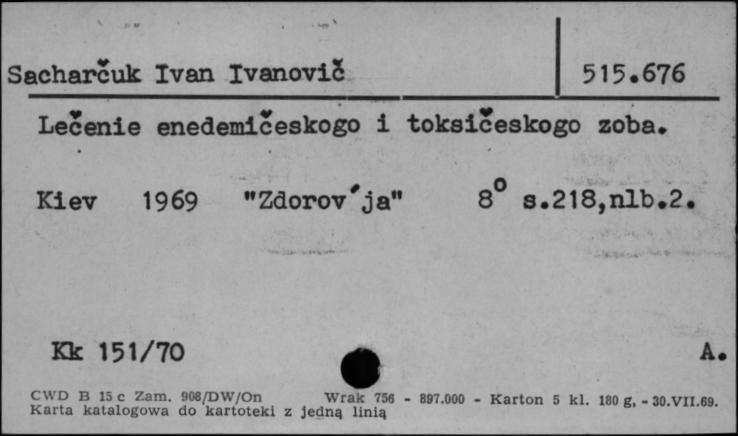 Sacharčuk Ivan Ivanovič 515.676
Lečenie enedemičeskogo i toksičeskogo zoba.
Kiev 1969 "Zdorov'ja" 8° s.218,nlb.2.
Kk 151/70 A.
CWD B 15 c Zam. 908/DW/On Wrak 756 - 897.000 - Karton 5 kl. 180 g, - 30.VII.69.
Karta katalogowa do kartoteki z jedną linią